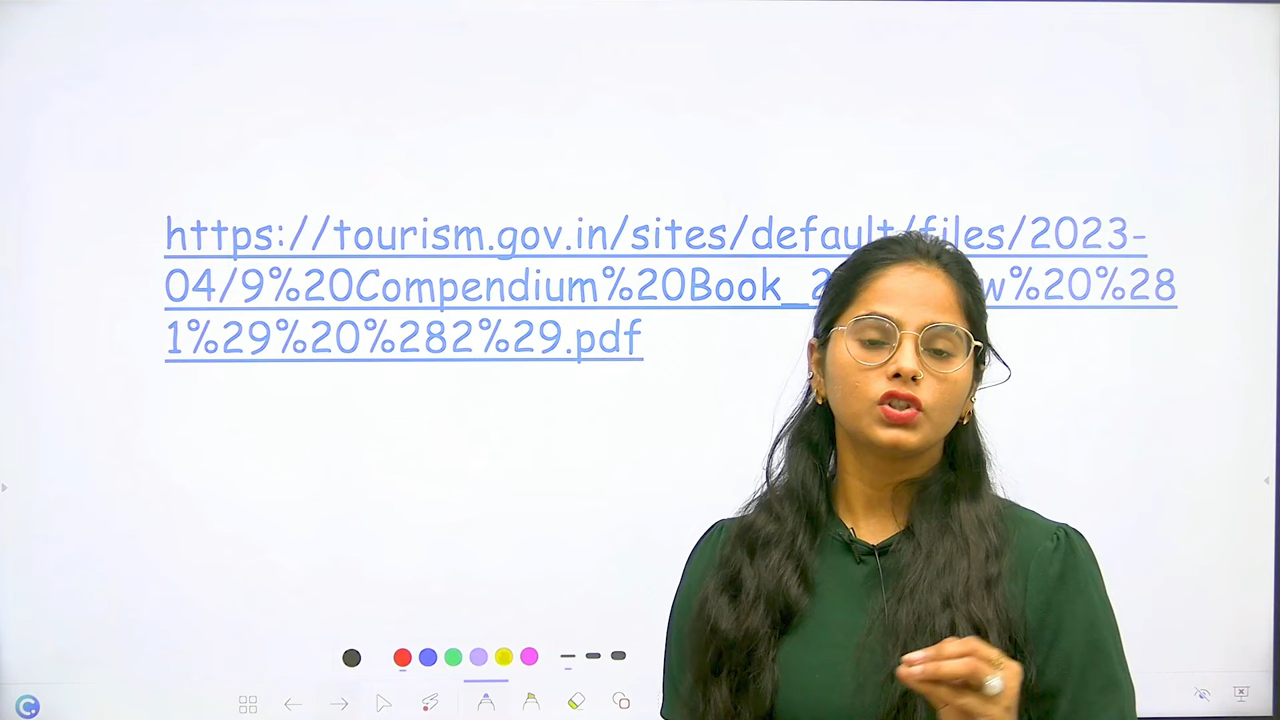 https://tourism.gov.in/sites/default/files/2023-
04/9%20Compendium%20Book_2 w%20%28
1%29%20%282%29.pdf